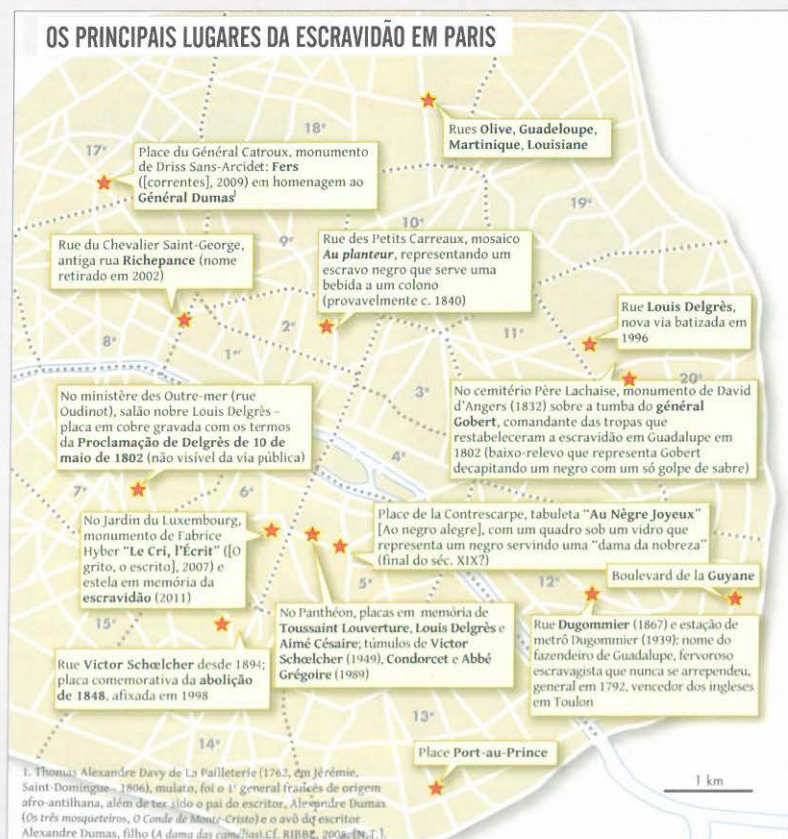 OS PRINCIPAIS LUGARES DA ESCRAVIDÃO EM PARIS
18e
Rues Olive, Guadeloupe,
Martinique, Louisiane
17e
Place du Général Catroux, monumento
de Driss Sans-Arcidet: Fers
([correntes], 2009) em homenagem ao
Général Dumas1
19e
10e
9e
Rue du Chevalier Saint-George,
antiga rua Richepance (nome
retirado em 2002)
Rue des Petits Carreaux, mosaico
Au planteur, representando um
escravo negro que serve uma
bebida a um colono
(provavelmente c. 1840)
Rue Louis Delgrès,
nova via batizada em
1996
8e
2e
1er
11e
3e
20e
No ministère des Outre-mer (rue
Oudinot), salão nobre Louis Delgrès -
placa em cobre gravada com os termos
da Proclamação de Delgrès de 10 de
maio de 1802 (não visível da via pública)
No cemitério Père Lachaise, monumento de David
d'Angers (1832) sobre a tumba do général
Gobert, comandante das tropas que
restabeleceram a escravidão em Guadalupe em
1802 (baixo-relevo que representa Gobert
decapitando um negro com um só golpe de sabre)
4e
7e
6e
No Jardin du Luxembourg,
monumento de Fabrice
Hyber "Le Cri, l'Écrit" ([O
grito, o escrito], 2007) e
estela em memória da
escravidão (2011)
Place de la Contrescarpe, tabuleta "Au Nègre Joyeux"
[Ao negro alegre], com um quadro sob um vidro que
representa um negro servindo uma "dama da nobreza"
(final do séc. XIX?)
5e
12e
Boulevard de la Guyane
15e
No Panthéon, placas em memória de
Toussaint Louverture, Louis Delgrès e
Aimé Césaire; túmulos de Victor
Schœlcher (1949), Condorcet e Abbé
Grégoire (1989)
Rue Dugommier (1867) e estação de
metrô Dugommier (1939): nome do
fazendeiro de Guadalupe, fervoroso
escravagista que nunca se arrependeu,
general em 1792, vencedor dos ingleses
em Toulon
Rue Victor Schœlcher desde 1894;
placa comemorativa da abolição
de 1848, afixada em 1998
13e
14e
Place Port-au-Prince
1 km
1. Thomas Alexandre Davy de La Pailleterie (1762, em Jérémie,
Saint-Domingue - 1806), mulato, foi o 1º general francês de origem
afro-antilhana, além de ter sido o pai do escritor, Alexandre Dumas
(Os três mosqueteiros, O Conde de Monte-Cristo) e o avô do escritor
Alexandre Dumas, filho (A dama das camélias).Cf. RIBBE, 2008. [N.T.].